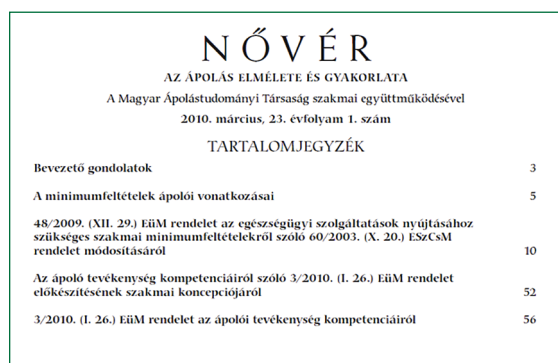 NŐVÉR
AZ ÁPOLÁS ELMÉLETE ÉS GYAKORLATA
A Magyar Ápolástudományi Társaság szakmai együttműködésével
2010. március, 23. évfolyam 1. szám
TARTALOMJEGYZÉK
Bevezető gondolatok 3
A minimumfeltételek ápolói vonatkozásai 5
48/2009. (XII. 29.) EüM rendelet az egészségügyi szolgáltatások nyújtásához
szükséges szakmai minimumfeltételekről szóló 60/2003. (X. 20.) ESzCsM
rendelet módosításáról 10
Az ápoló tevékenység kompetenciáiról szóló 3/2010. (I. 26.) EüM rendelet
előkészítésének szakmai koncepciójáról 52
3/2010. (I. 26.) EüM rendelet az ápolói tevékenység kompetenciáiról 56